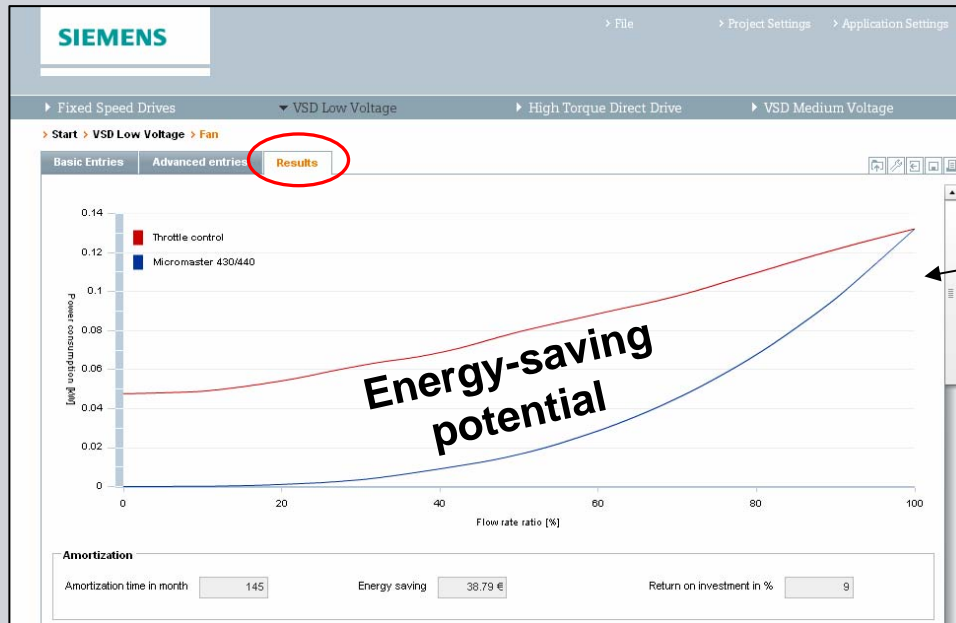 SIEMENS
> File > Project Settings > Application Settings
Fixed Speed Drives VSD Low Voltage High Torque Direct Drive VSD Medium Voltage
> Start > VSD Low Voltage > Fan
Basic Entries Advanced entries Results
0.14
Throttle control
0.12
Micromaster 430/440
0.1
0.08
0.06
0.04
0.02
0
Power consumption [kW]
Energy-saving
potential
0 20 40 60 80 100
Flow rate ratio [%]
Amortization
Amortization time in month 145 Energy saving 38.79 € Return on investment in % 9